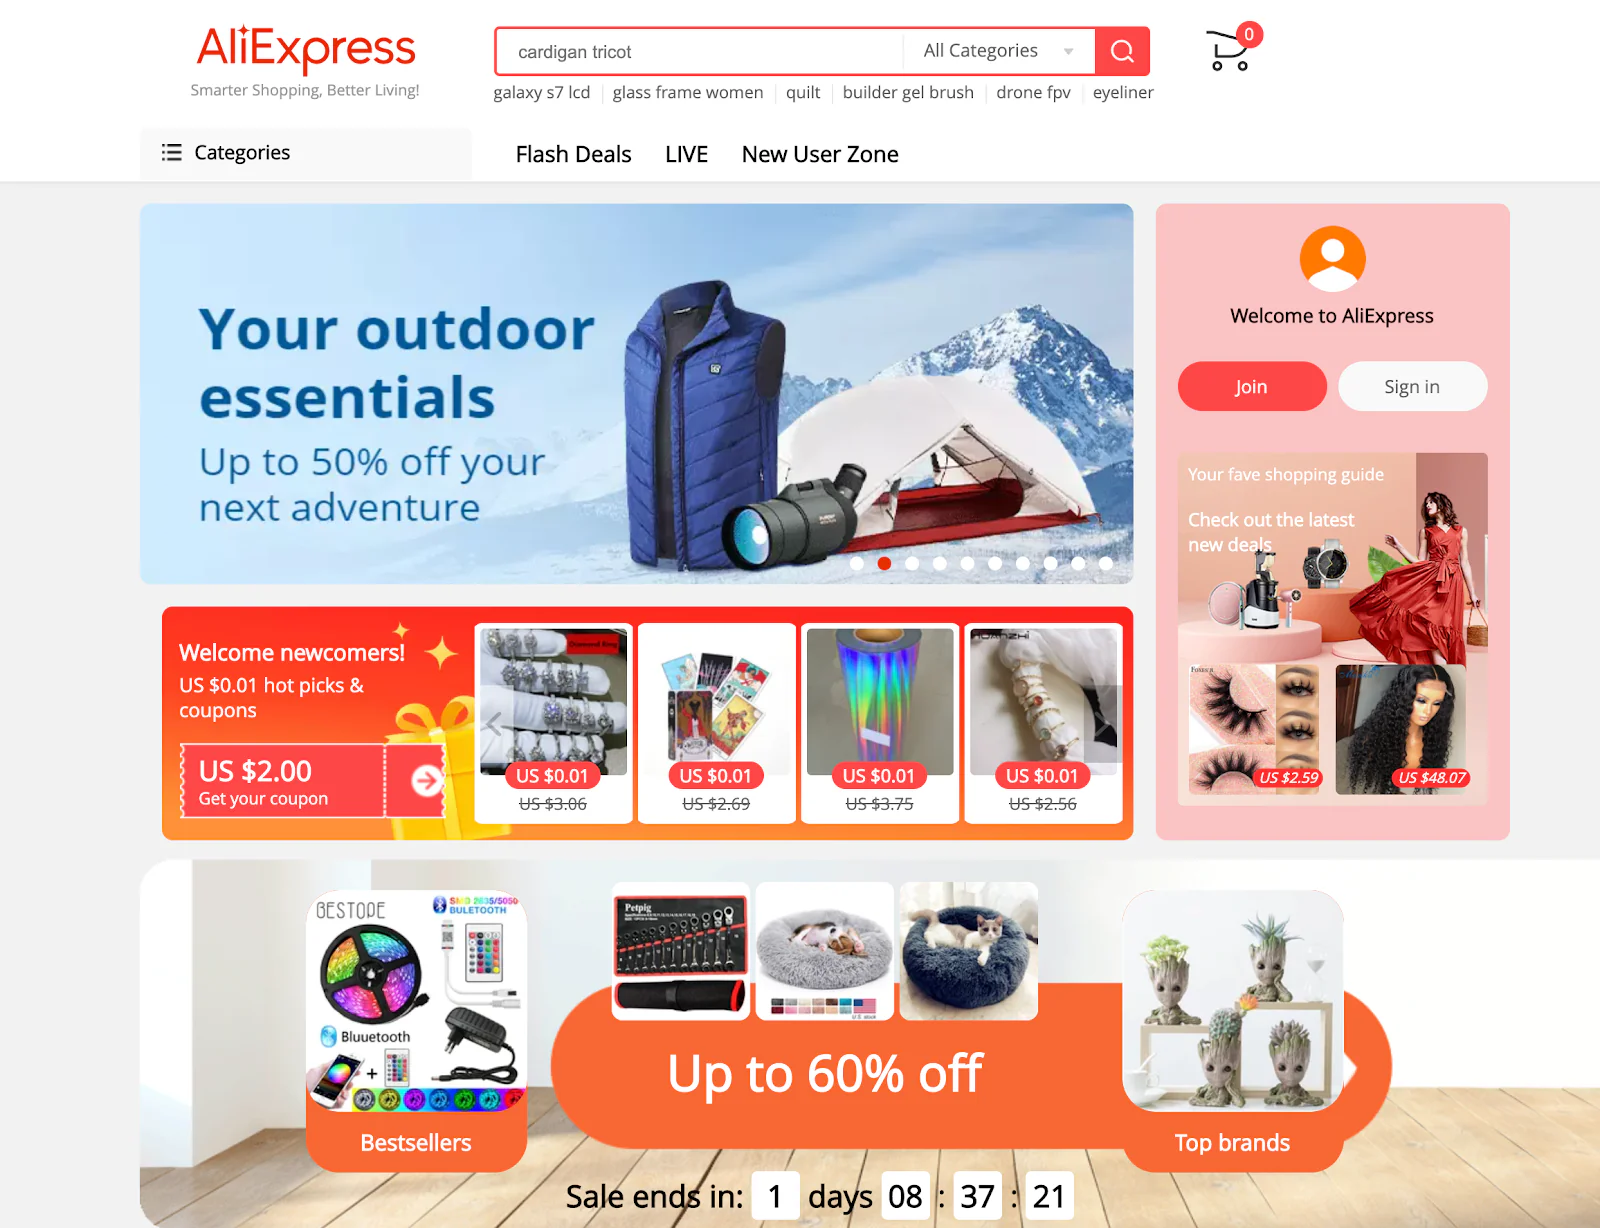 AliExpress
Smarter Shopping, Better Living!
cardigan tricot
All Categories
0
galaxy s7 lcd
glass frame women
quilt
builder gel brush
drone fpv
eyeliner
Categories
Flash Deals
LIVE
New User Zone
Your outdoor
essentials
Up to 50% off your
next adventure
Welcome to AliExpress
Join
Sign in
Your fave shopping guide
Check out the latest
new deals
US $2.59
US $48.07
Welcome newcomers!
US $0.01 hot picks &
coupons
US $2.00
Get your coupon
US $0.01
US $3.06
US $0.01
US $2.69
US $0.01
US $3.75
US $0.01
US $2.56
BESTOPE
SMD 2835/5050
BULETOOTH
Bluuetooth
+
Bestsellers
Petpig
Up to 60% off
Top brands
Sale ends in: 1 days 08 : 37 : 21